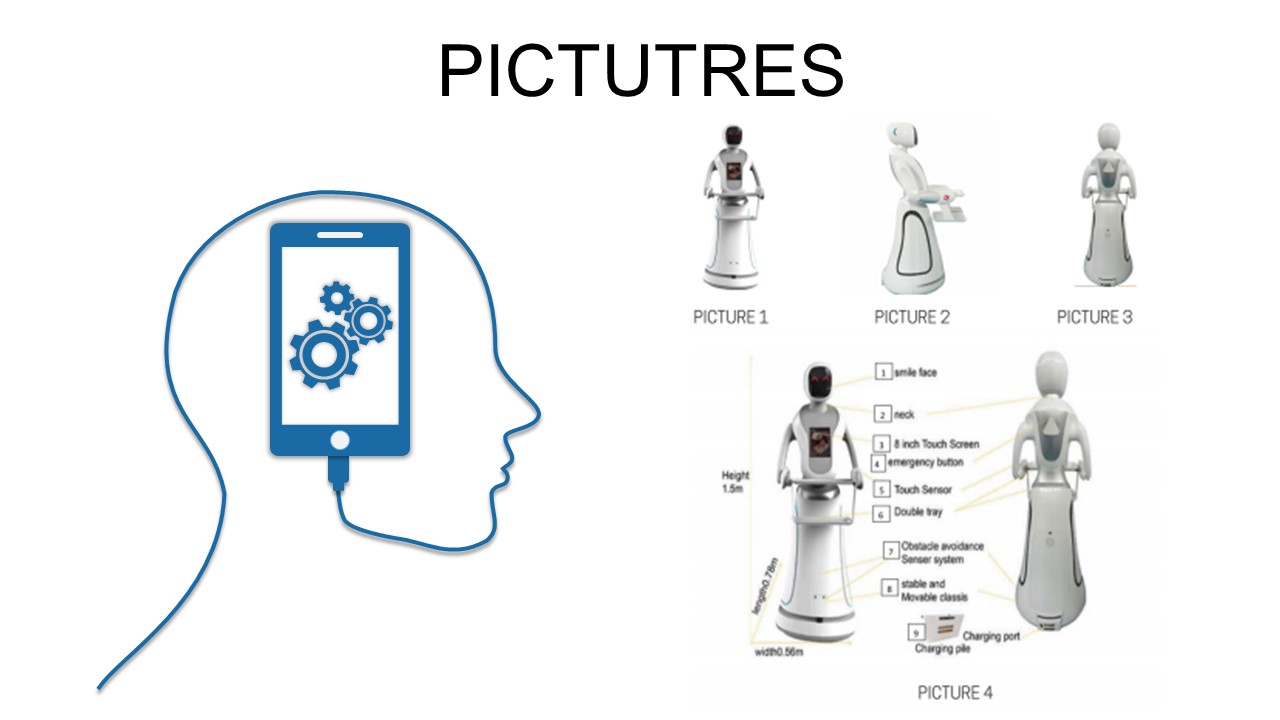 PICTUTRES
PICTURE 1
PICTURE 2
PICTURE 3
1 smile face
2 neck
3 8 inch Touch Screen
4 emergency button
Height
1.5m
5 Touch Sensor
6 Double tray
7 Obstacle avoidance
Senser system
length0.78m
8 stable and
Movable classis
9 Charging port
Charging pile
width0.56m
PICTURE 4